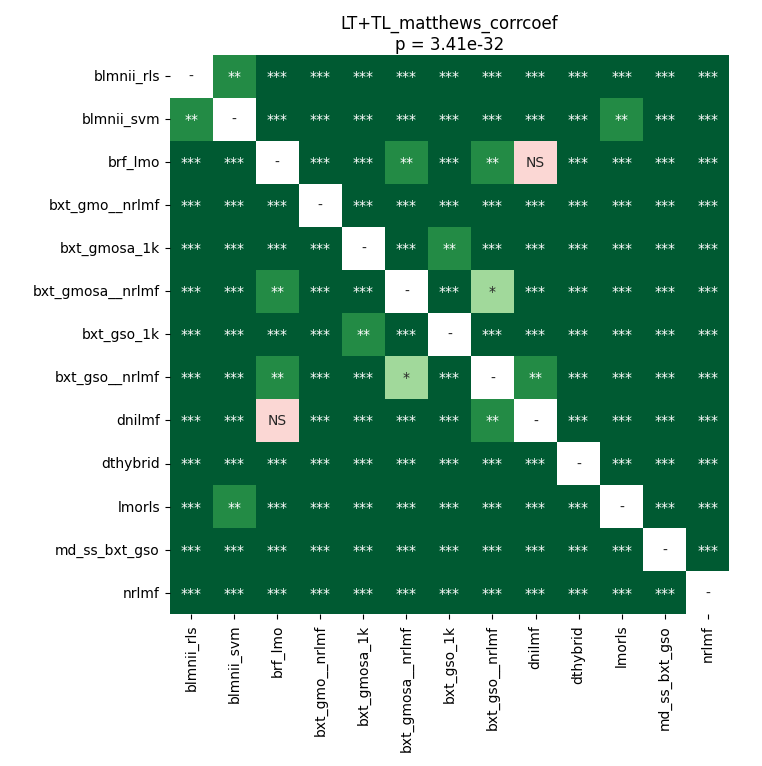 LT+TL_matthews_corrcoef
p = 3.41e-32
blmnii_rls - ** *** *** *** *** *** *** *** *** *** *** ***
blmnii_svm ** - *** *** *** *** *** *** *** *** ** *** ***
brf_lmo *** *** - *** *** ** *** ** NS *** *** *** ***
bxt_gmo__nrlmf *** *** *** - *** *** *** *** *** *** *** *** ***
bxt_gmosa_1k *** *** *** *** - *** ** *** *** *** *** *** ***
bxt_gmosa__nrlmf *** *** ** *** *** - *** * *** *** *** *** ***
bxt_gso_1k *** *** *** *** ** *** - *** *** *** *** *** ***
bxt_gso__nrlmf *** *** ** *** *** * *** - ** *** *** *** ***
dnilmf *** *** NS *** *** *** *** ** - *** *** *** ***
dthybrid *** *** *** *** *** *** *** *** *** - *** *** ***
lmorls *** ** *** *** *** *** *** *** *** *** - *** ***
md_ss_bxt_gso *** *** *** *** *** *** *** *** *** *** *** - ***
nrlmf *** *** *** *** *** *** *** *** *** *** *** *** -
blmnii_rls
blmnii_svm
brf_lmo
bxt_gmo__nrlmf
bxt_gmosa_1k
bxt_gmosa__nrlmf
bxt_gso_1k
bxt_gso__nrlmf
dnilmf
dthybrid
lmorls
md_ss_bxt_gso
nrlmf